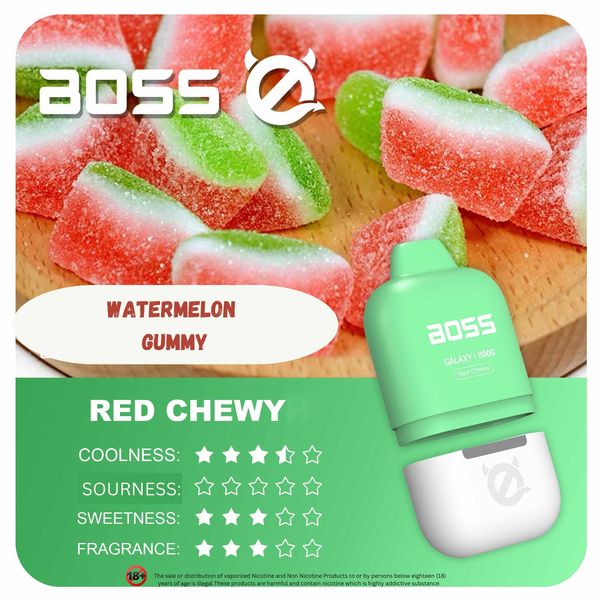 BOSS
WATERMELON
GUMMY
BOSS
GALAXY | 8000
Red Chewy
RED CHEWY
COOLNESS:
SOURNESS:
SWEETNESS:
FRAGRANCE:
18+
The sale or distribution of vaporized Nicotine and Non Nicotine Products to or by persons below eighteen (18)
years of age is illegal.These products are harmful and contain nicotine which is highly addictive substance.